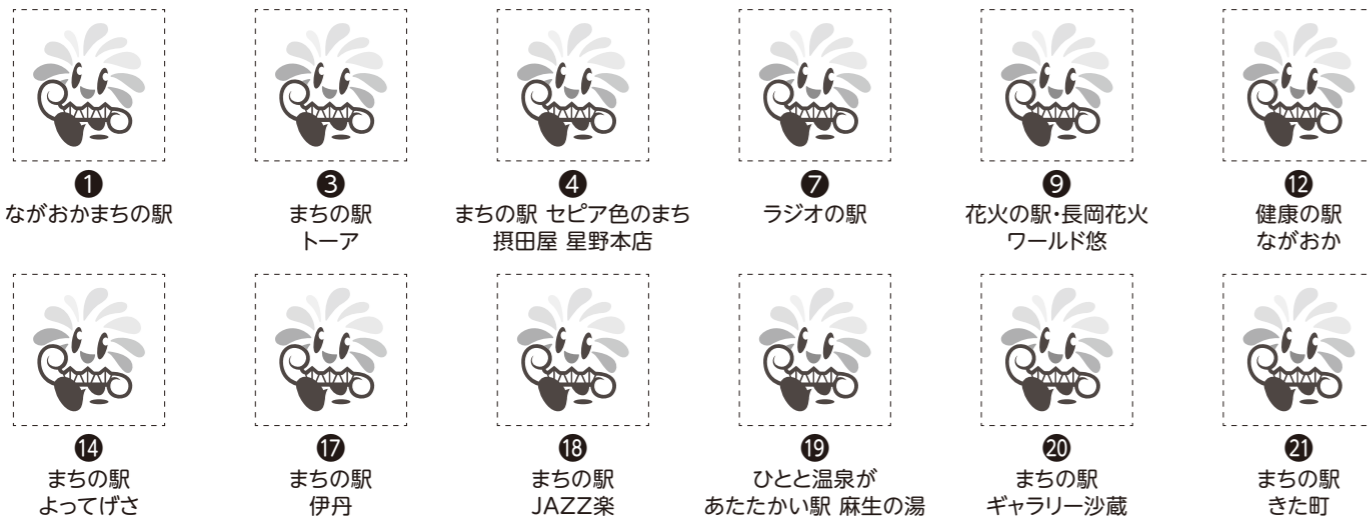 ❶
ながおかまちの駅
❸
まちの駅
トーア
❹
まちの駅 セピア色のまち
摂田屋 星野本店
❼
ラジオの駅
❾
花火の駅・長岡花火
ワールド悠
⓬
健康の駅
ながおか
⓮
まちの駅
よってげさ
⓱
まちの駅
伊丹
⓲
まちの駅
JAZZ楽
⓳
ひとと温泉が
あたたかい駅 麻生の湯
⓴
まちの駅
ギャラリー沙蔵
㉑
まちの駅
きた町